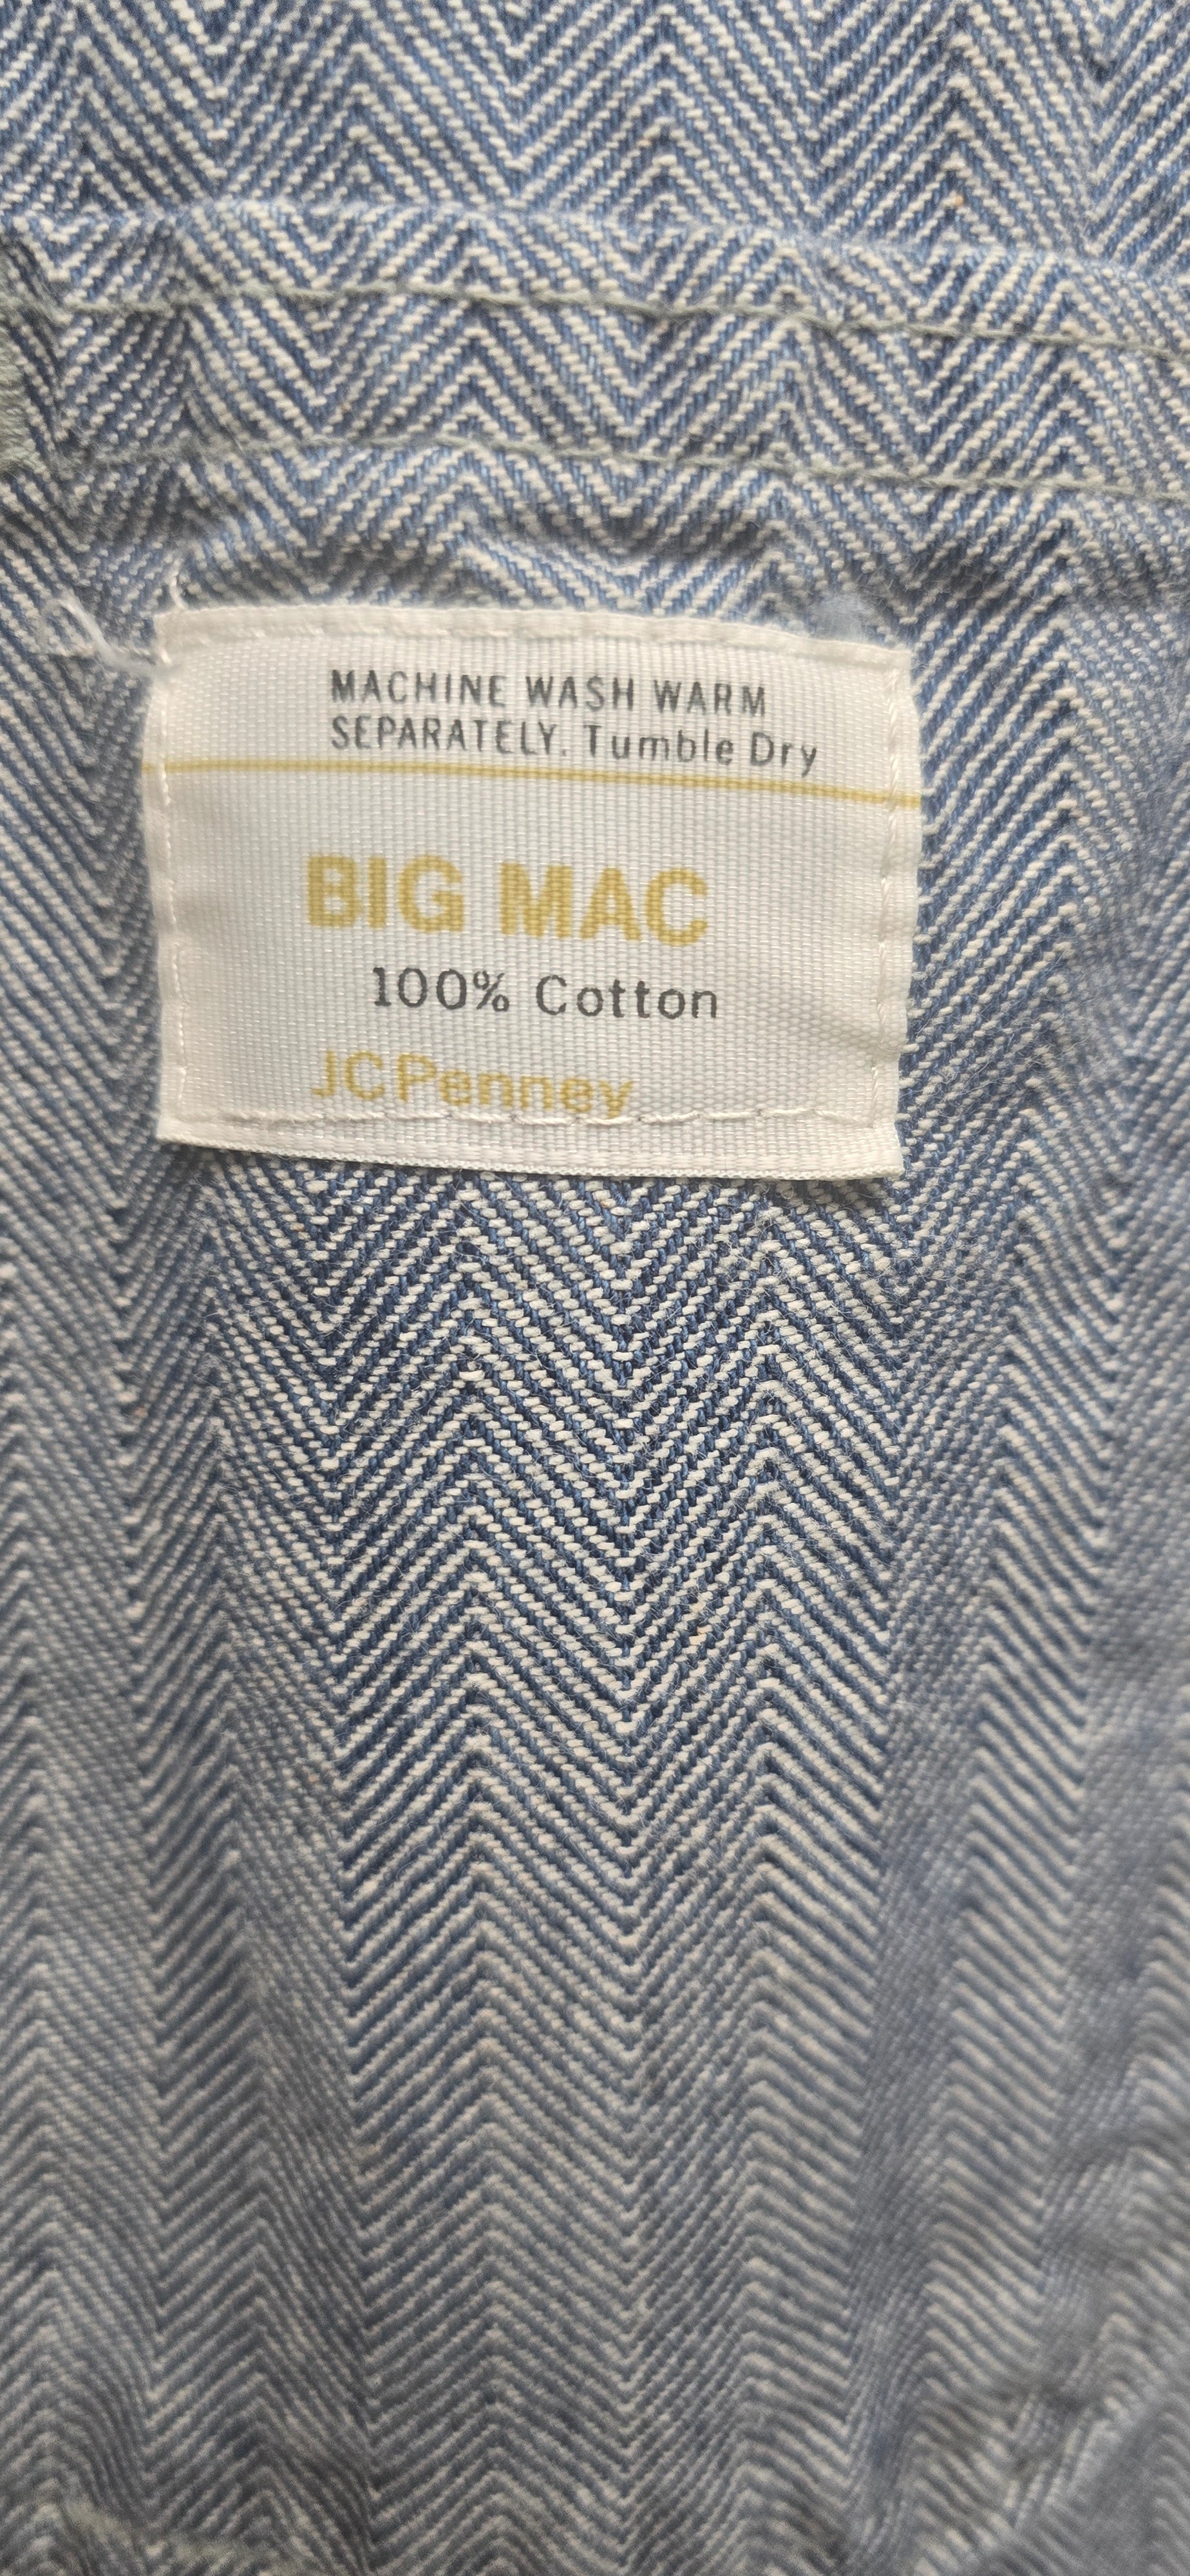 MACHINE WASH WARM
SEPARATELY. Tumble Dry
BIG MAC
100% Cotton
JCPenney